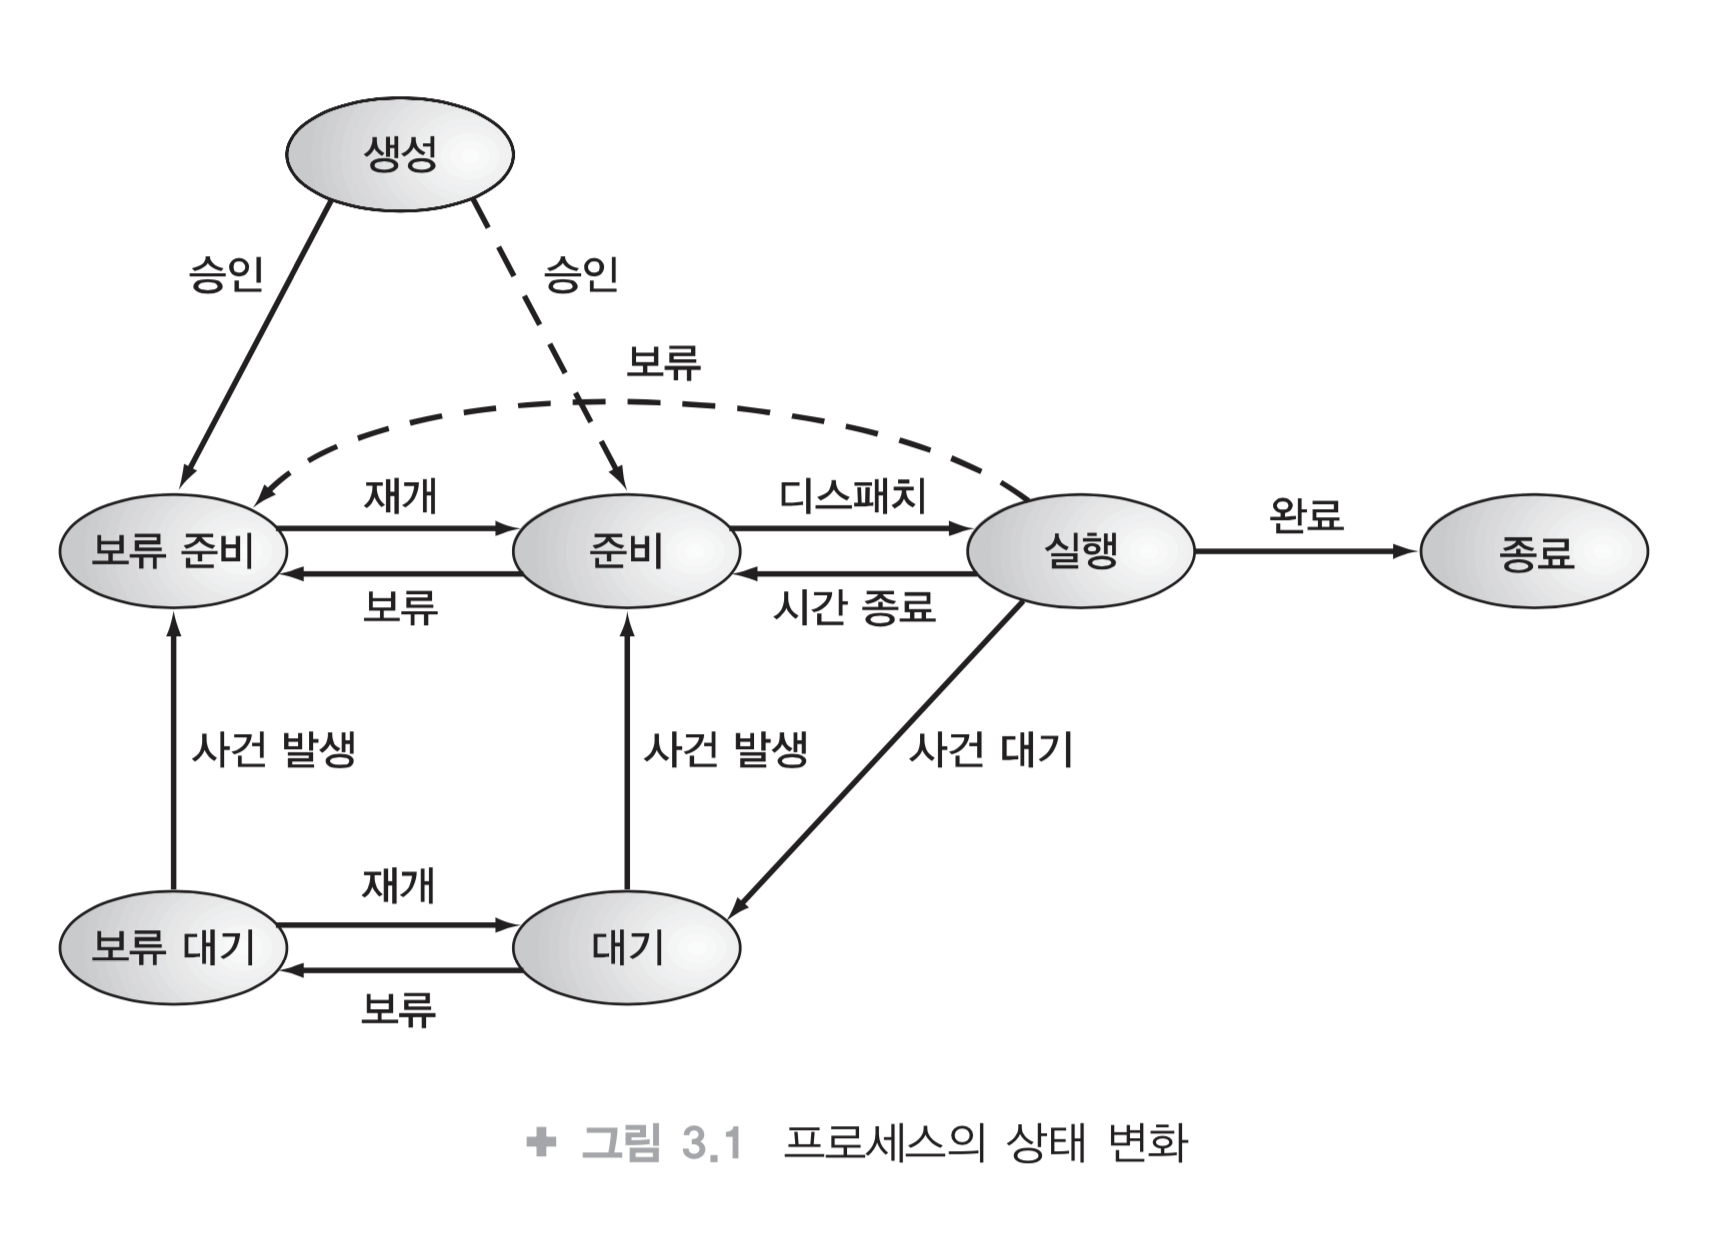 생성
승인
승인
보류
재개
디스패치
완료
보류 준비
준비
실행
종료
보류
시간 종료
사건 발생
사건 발생
사건 대기
재개
보류 대기
대기
보류
✚ 그림 3.1 프로세스의 상태 변화